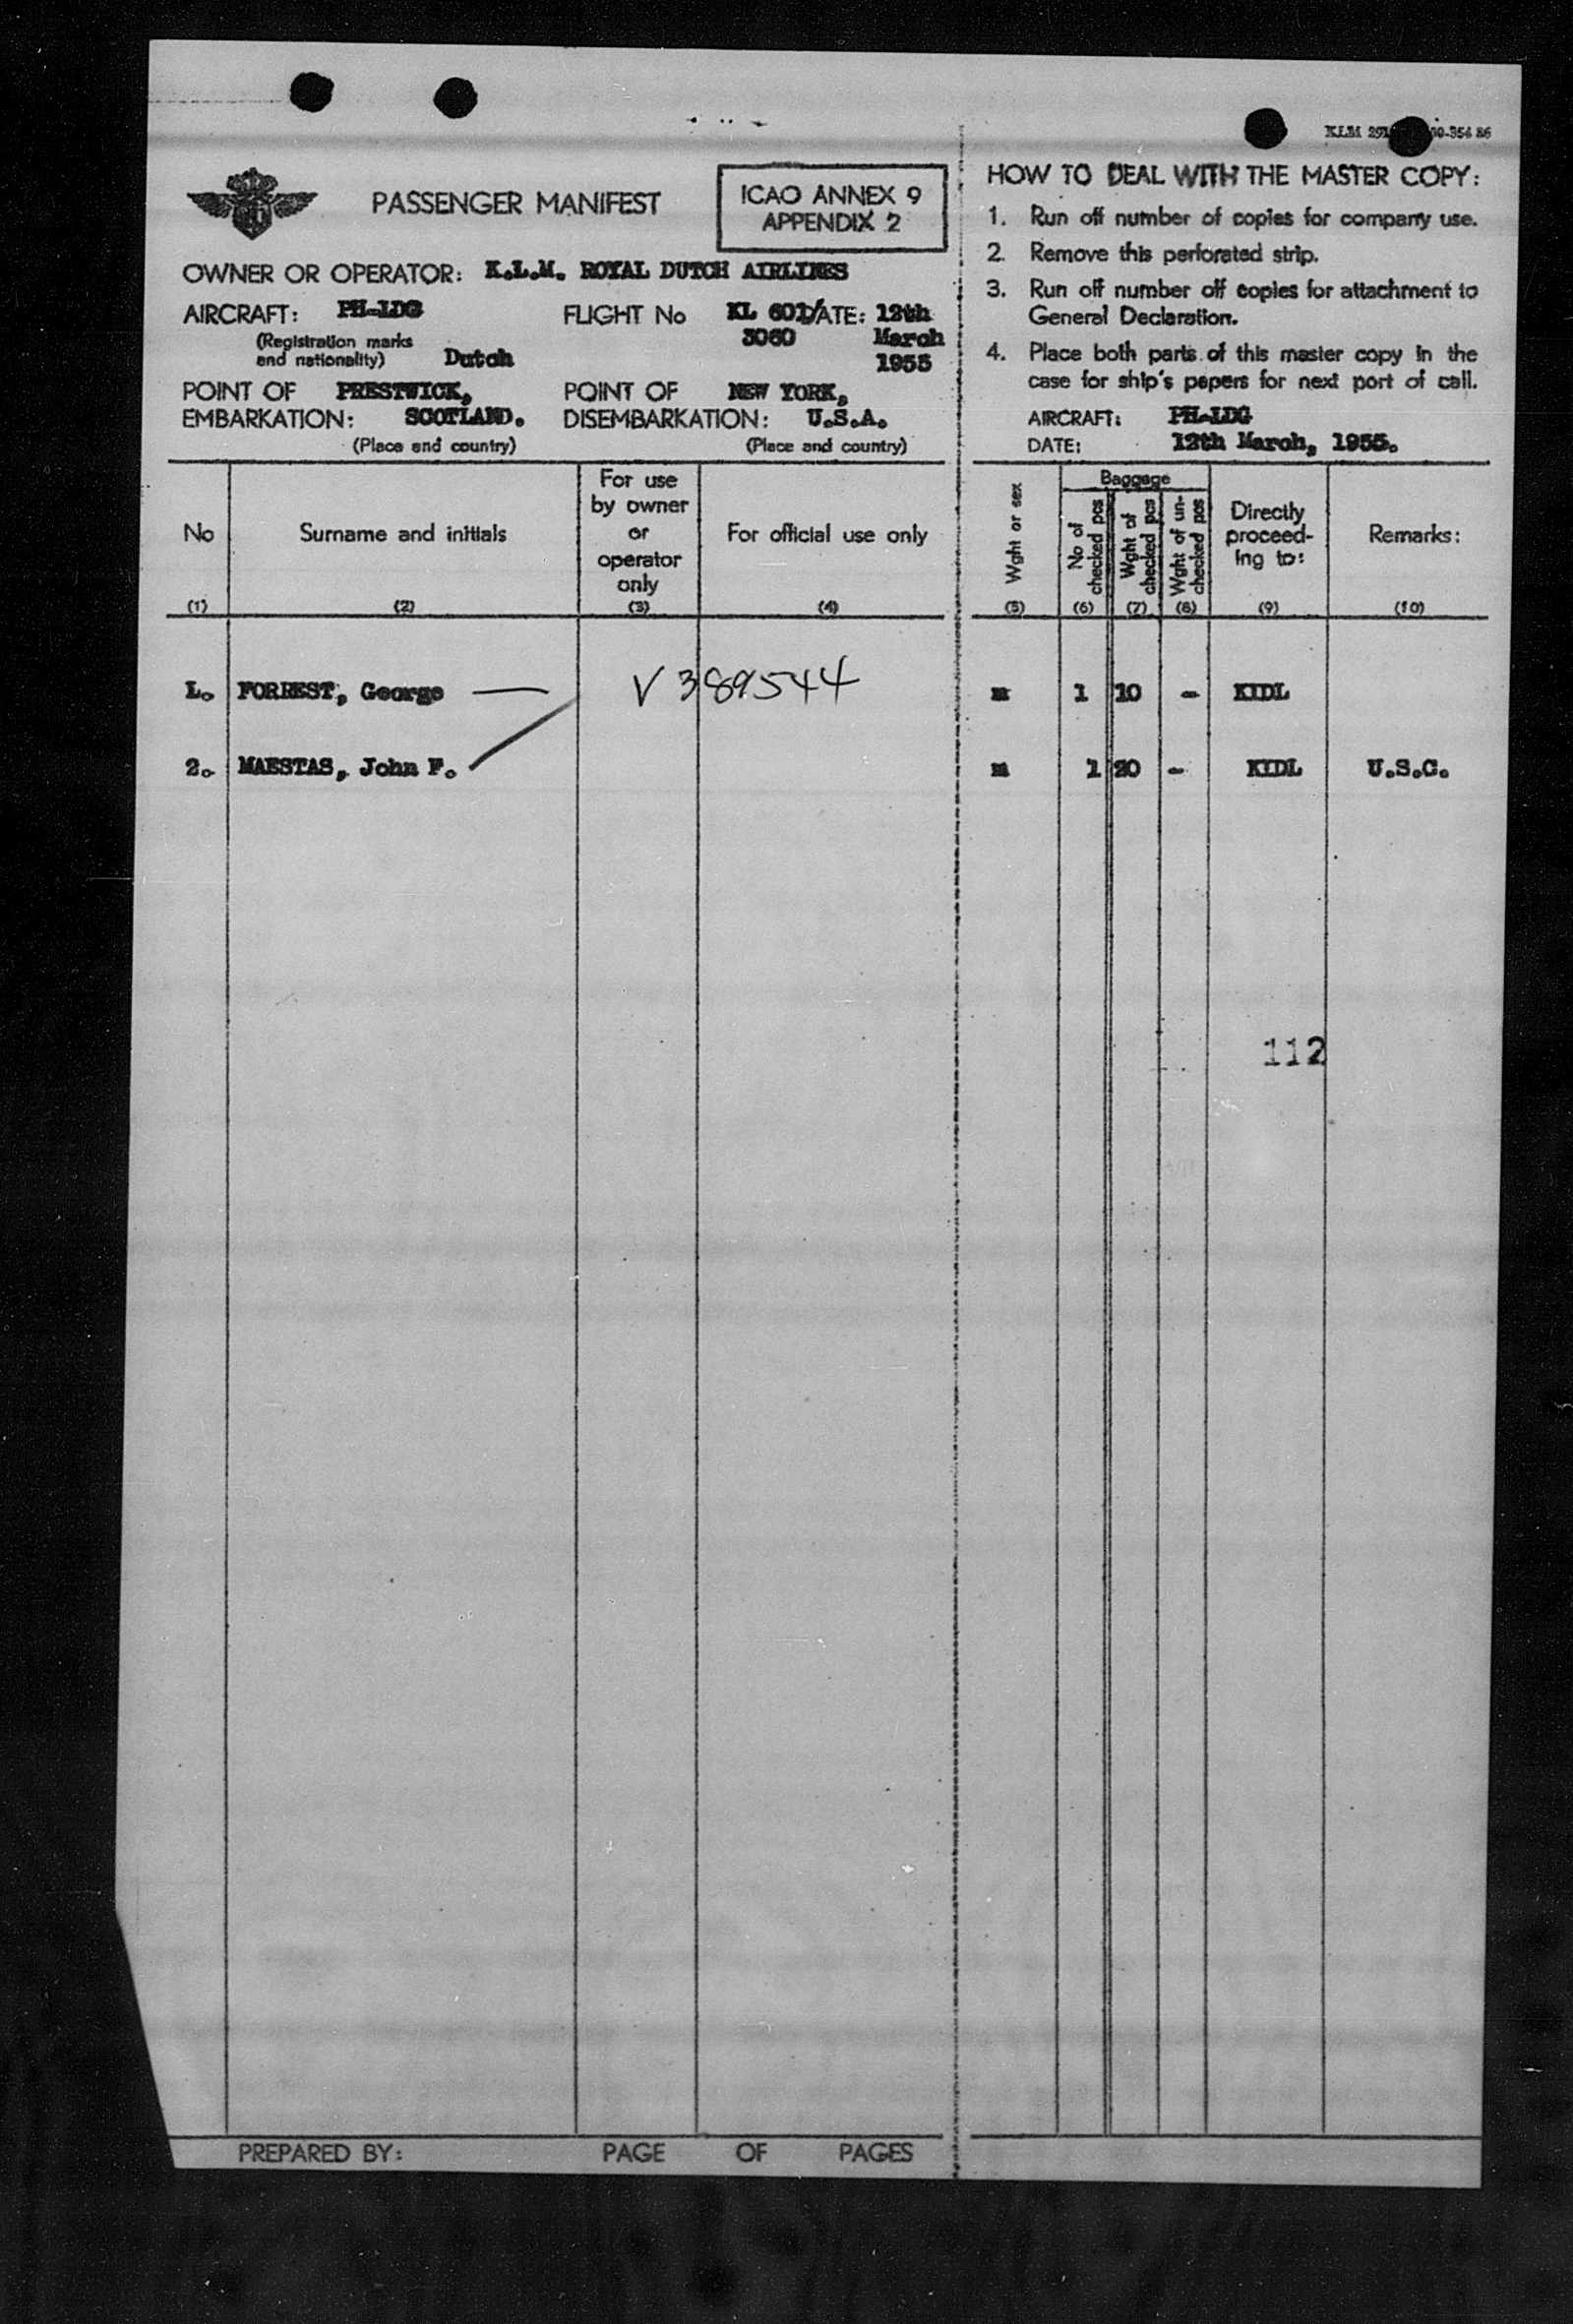 KLM 291 00-354 86
PASSENGER MANIFEST
ICAO ANNEX 9
APPENDIX 2
OWNER OR OPERATOR: K.L.M. ROYAL DUTCH AIRLINES
AIRCRAFT: PH-LDG FLIGHT No KL 601/ DATE: 12th
(Registration marks 3060 March
and nationality) Dutch 1955
POINT OF PRESTWICK, POINT OF NEW YORK,
EMBARKATION: SCOTLAND. DISEMBARKATION: U.S.A.
(Place and country) (Place and country)
HOW TO DEAL WITH THE MASTER COPY:
1. Run off number of copies for company use.
2. Remove this perforated strip.
3. Run off number off copies for attachment to
General Declaration.
4. Place both parts of this master copy in the
case for ship's papers for next port of call.
AIRCRAFT: PH-LDG
DATE: 12th March, 1955.
No
Surname and initials
For use
by owner
or
operator
only
For official use only
Wght or sex
Baggage
No of
checked pcs
Wght of
checked pcs
Wght of un-
checked pcs
Directly
proceed-
ing to:
Remarks:
(1) (2) (3) (4) (5) (6) (7) (8) (9) (10)
1. FORREST, George — V 389544 m 1 10 - KIDL
2. MAESTAS, John F. m 1 20 - KIDL U.S.C.
112
PREPARED BY: PAGE OF PAGES